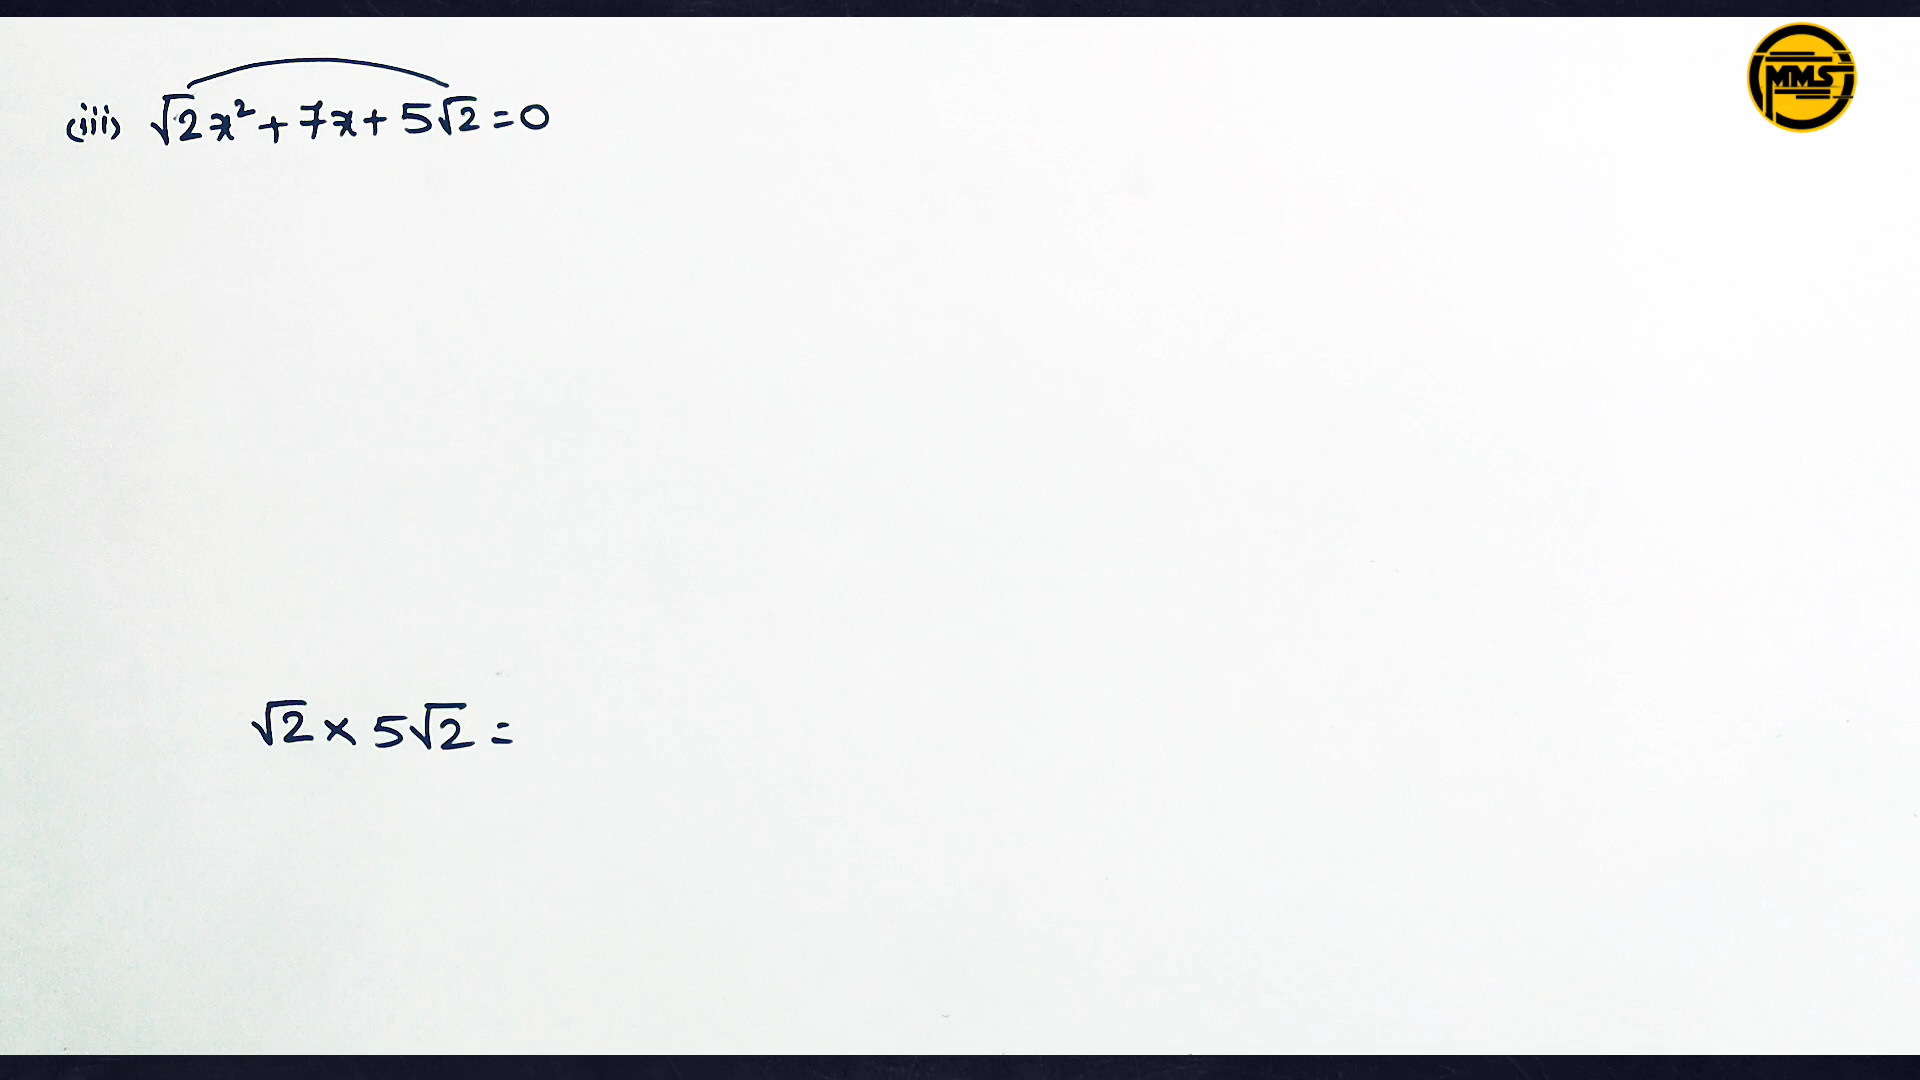 (iii) √2x² + 7x + 5√2 = 0
MMS
√2 × 5√2 =